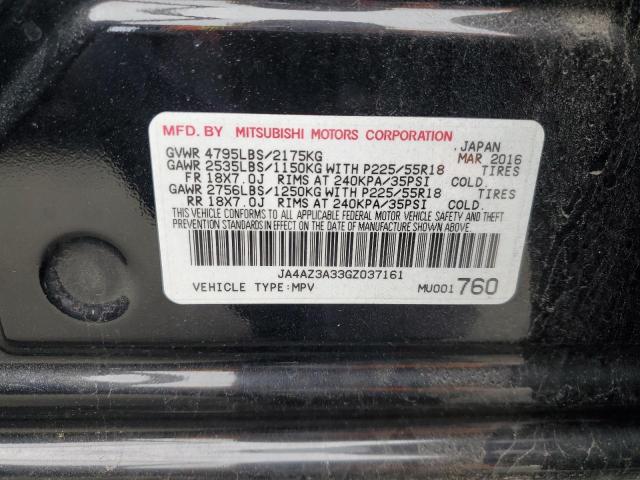 MFD. BY MITSUBISHI MOTORS CORPORATION
JAPAN
GVWR 4795LBS/2175KG MAR 2016
GAWR 2535LBS/1150KG WITH P225/55R18 TIRES
FR 18X7.0J RIMS AT 240KPA/35PSI COLD.
GAWR 2756LBS/1250KG WITH P225/55R18 TIRES
RR 18X7.0J RIMS AT 240KPA/35PSI COLD.
THIS VEHICLE CONFORMS TO ALL APPLICABLE FEDERAL MOTOR VEHICLE SAFETY AND THEFT
PREVENTION STANDARDS IN EFFECT ON THE DATE OF MANUFACTURE SHOWN ABOVE.
JA4AZ3A33GZ037161
VEHICLE TYPE:MPV MU001 760